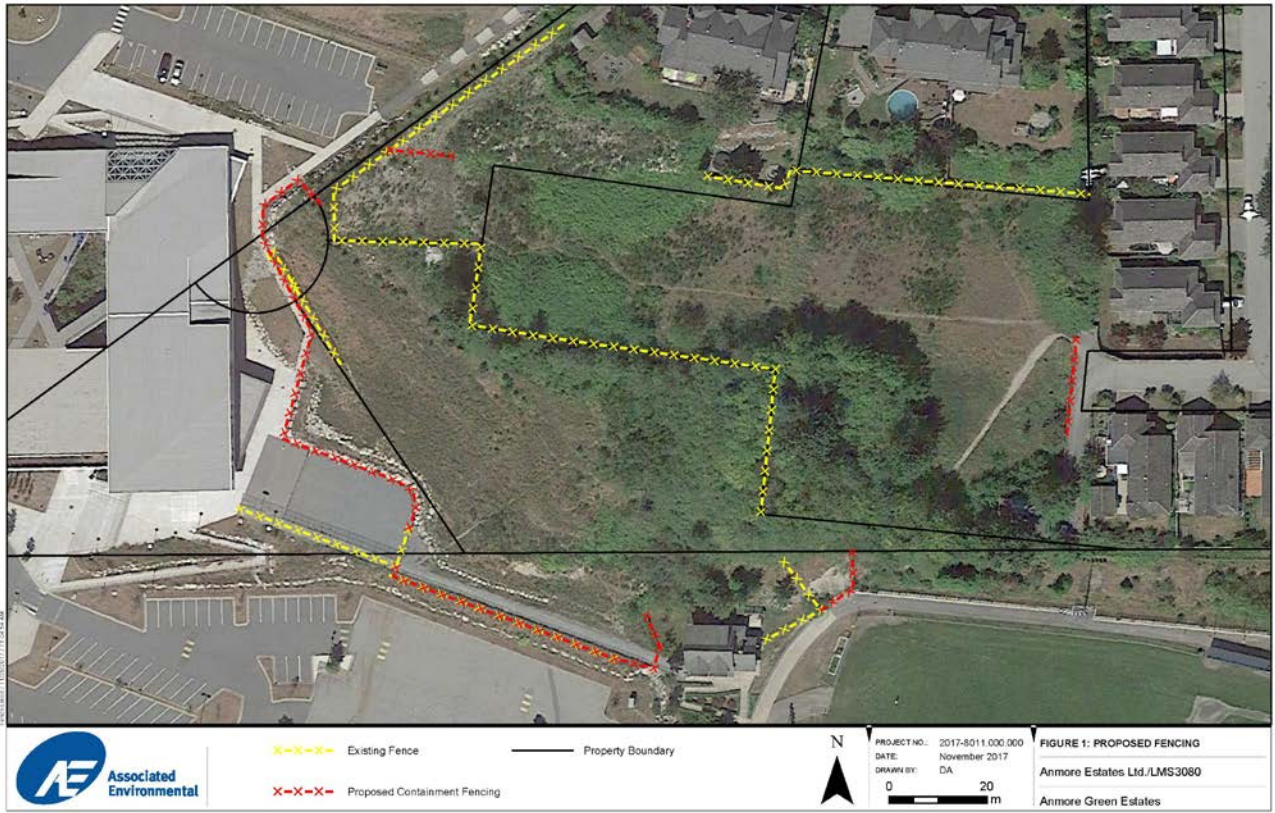 Associated
Environmental
Existing Fence
Property Boundary
Proposed Containment Fencing
N
PROJECT NO.: 2017-8011.000.000
DATE: November 2017
DRAWN BY: DA
0 20
m
FIGURE 1: PROPOSED FENCING
Anmore Estates Ltd./LMS3080
Anmore Green Estates